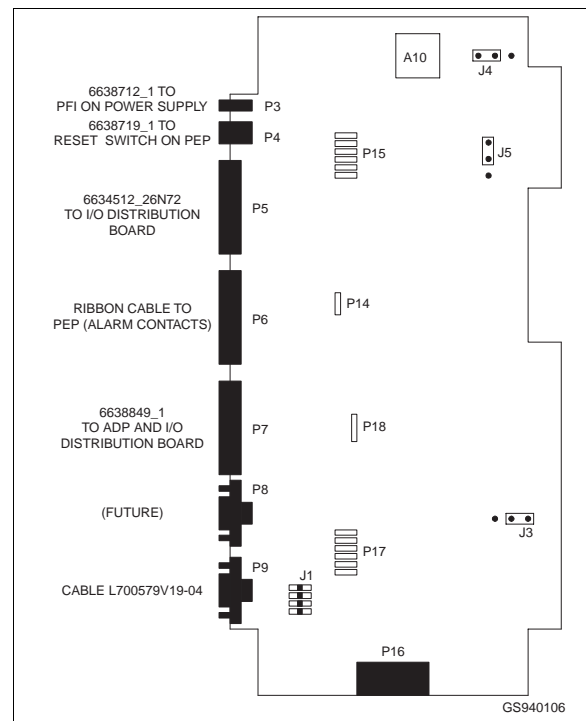 A10
J4
6638712_1 TO
PFI ON POWER SUPPLY
P3
6638719_1 TO
RESET SWITCH ON PEP
P4
P15
J5
6634512_26N72
TO I/O DISTRIBUTION
BOARD
P5
RIBBON CABLE TO
PEP (ALARM CONTACTS)
P6
P14
6638849_1
TO ADP AND I/O
DISTRIBUTION BOARD
P7
P18
P8
(FUTURE)
J3
P17
P9
J1
CABLE L700579V19-04
P16
GS940106